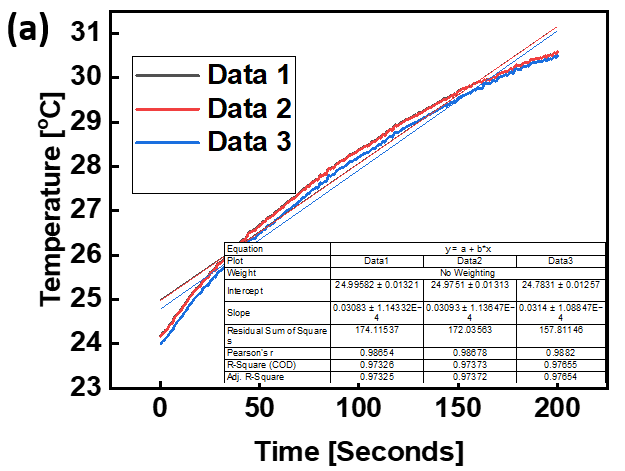 (a)
Temperature [°C]
31
30
29
28
27
26
25
24
23
Data 1
Data 2
Data 3
Equation y = a + b*x
Plot Data1 Data2 Data3
Weight No Weighting
Intercept 24.99582 ± 0.01321 24.9751 ± 0.01313 24.7831 ± 0.01257
Slope 0.03083 ± 1.14332E-4 0.03093 ± 1.13647E-4 0.0314 ± 1.08847E-4
Residual Sum of Squares 174.11537 172.03563 157.81146
Pearson's r 0.98654 0.98678 0.9882
R-Square (COD) 0.97326 0.97373 0.97655
Adj. R-Square 0.97325 0.97372 0.97654
0 50 100 150 200
Time [Seconds]